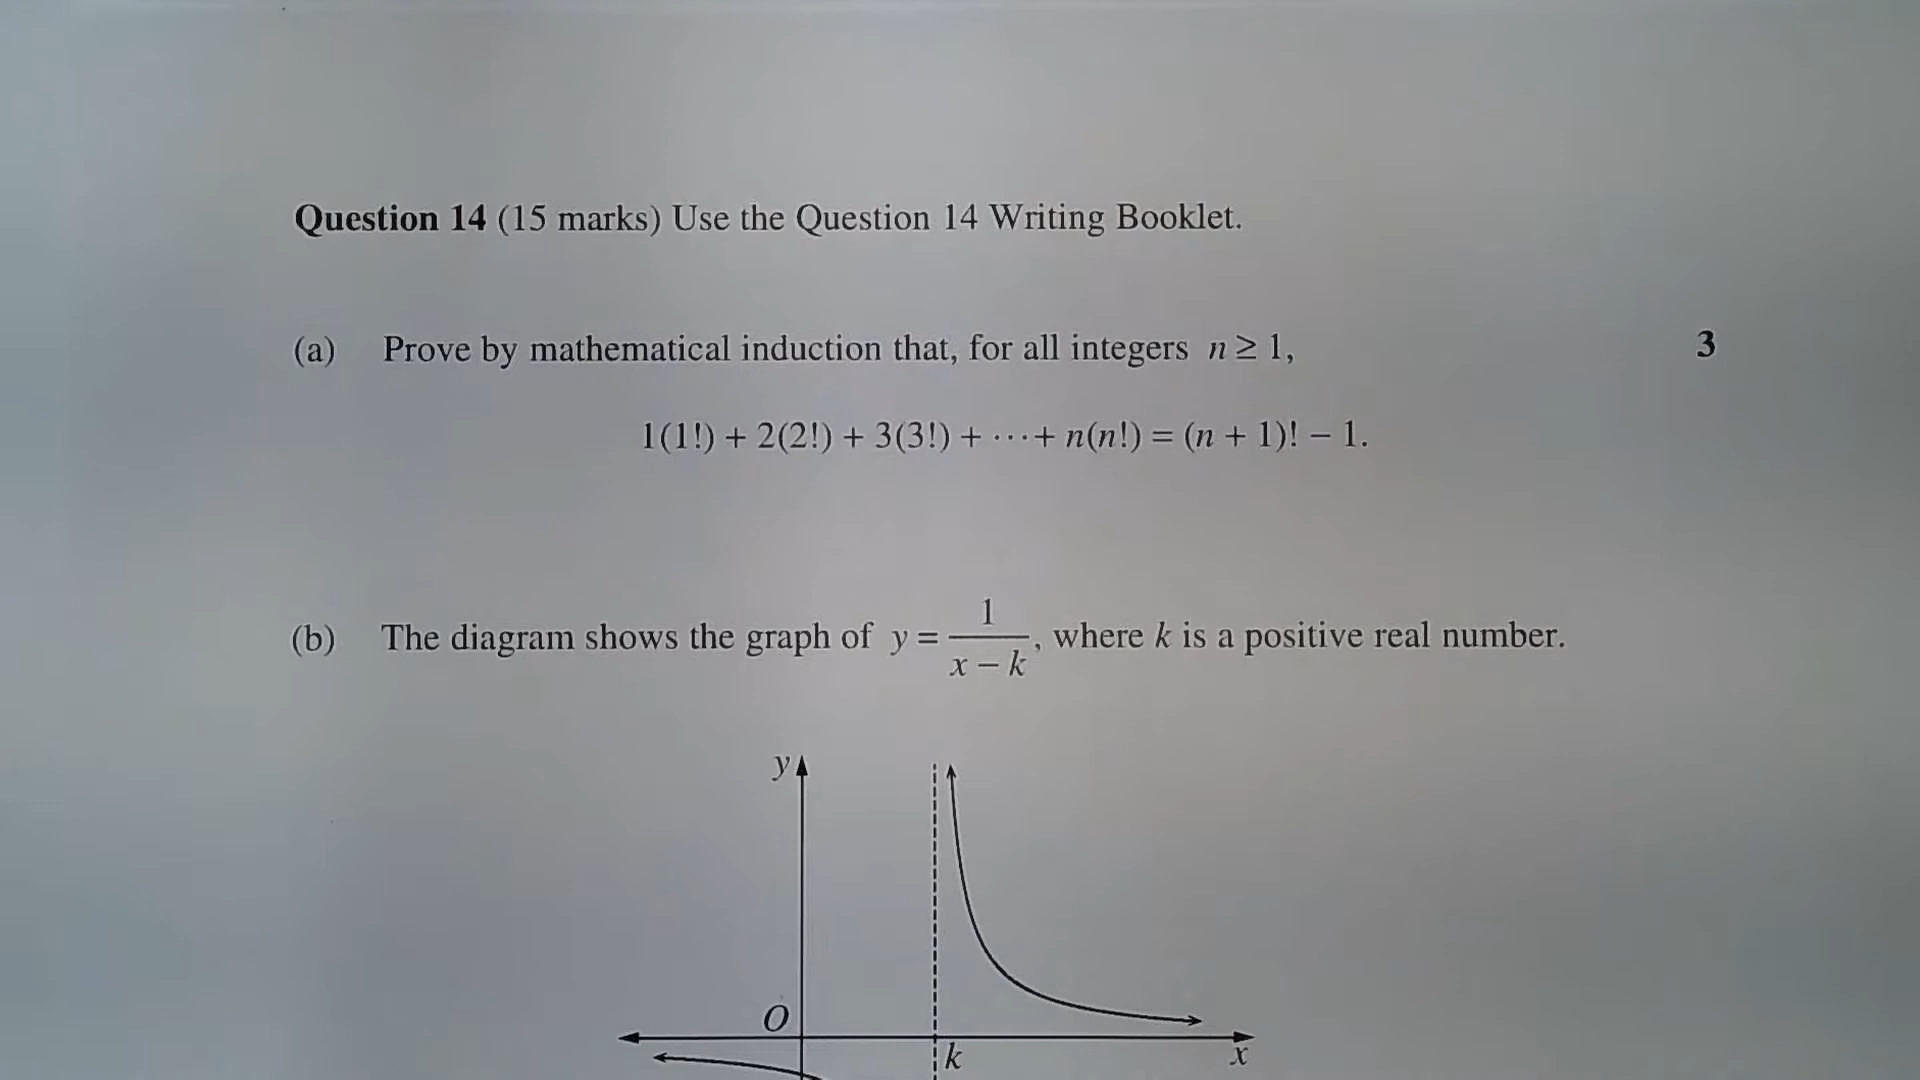 Question 14 (15 marks) Use the Question 14 Writing Booklet.
(a) Prove by mathematical induction that, for all integers n ≥ 1, 3
1(1!) + 2(2!) + 3(3!) + ⋯ + n(n!) = (n + 1)! − 1.
(b) The diagram shows the graph of y = 1/(x − k), where k is a positive real number.
y
O
k
x